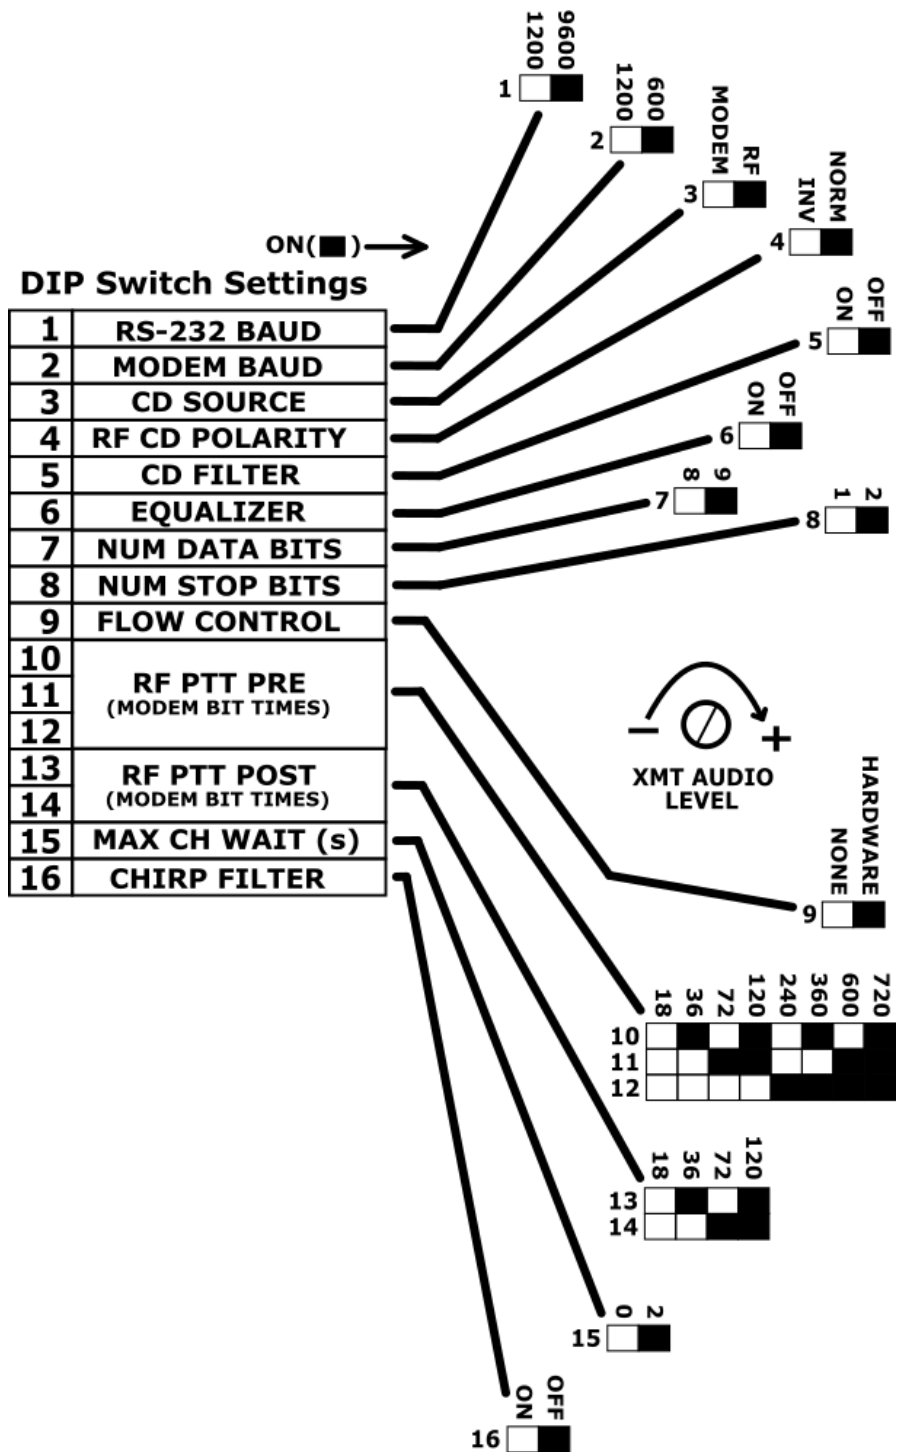 1200 9600
1
1200 600
2
MODEM RF
3
INV NORM
4
ON(■)
DIP Switch Settings
1 RS-232 BAUD
2 MODEM BAUD
3 CD SOURCE
4 RF CD POLARITY
5 CD FILTER
6 EQUALIZER
7 NUM DATA BITS
8 NUM STOP BITS
9 FLOW CONTROL
10
11 RF PTT PRE
(MODEM BIT TIMES)
12
13 RF PTT POST
14 (MODEM BIT TIMES)
15 MAX CH WAIT (s)
16 CHIRP FILTER
ON OFF
5
ON OFF
6
8 9
7
1 2
8
− +
XMT AUDIO
LEVEL
NONE HARDWARE
9
18 36 72 120 240 360 600 720
10
11
12
18 36 72 120
13
14
0 2
15
ON OFF
16